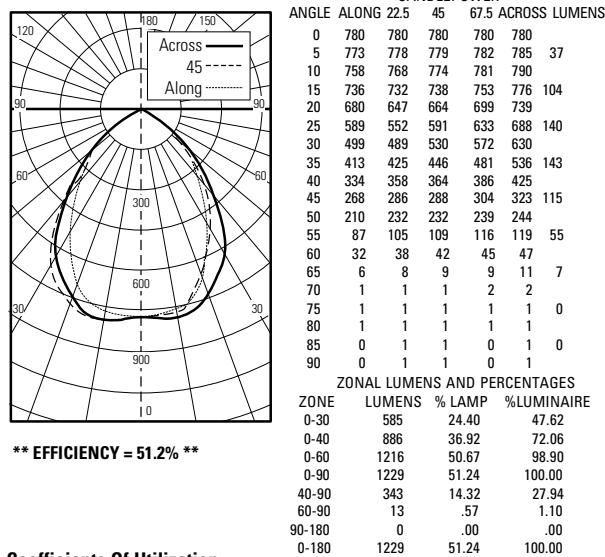 ANGLE ALONG 22.5 45 67.5 ACROSS LUMENS
0 780 780 780 780 780
5 773 778 779 782 785 37
10 758 768 774 781 790
15 736 732 738 753 776 104
20 680 647 664 699 739
25 589 552 591 633 688 140
30 499 489 530 572 630
35 413 425 446 481 536 143
40 334 358 364 386 425
45 268 286 288 304 323 115
50 210 232 232 239 244
55 87 105 109 116 119 55
60 32 38 42 45 47
65 6 8 9 9 11 7
70 1 1 1 2 2
75 1 1 1 1 1 0
80 1 1 1 1 1
85 0 1 1 0 1 0
90 0 1 1 0 1
ZONAL LUMENS AND PERCENTAGES
ZONE LUMENS % LAMP %LUMINAIRE
0-30 585 24.40 47.62
0-40 886 36.92 72.06
0-60 1216 50.67 98.90
0-90 1229 51.24 100.00
40-90 343 14.32 27.94
60-90 13 .57 1.10
90-180 0 .00 .00
0-180 1229 51.24 100.00
120 180 150
Across
45
Along
90 90
60 60
300
600
30 30
900
0
** EFFICIENCY = 51.2% **